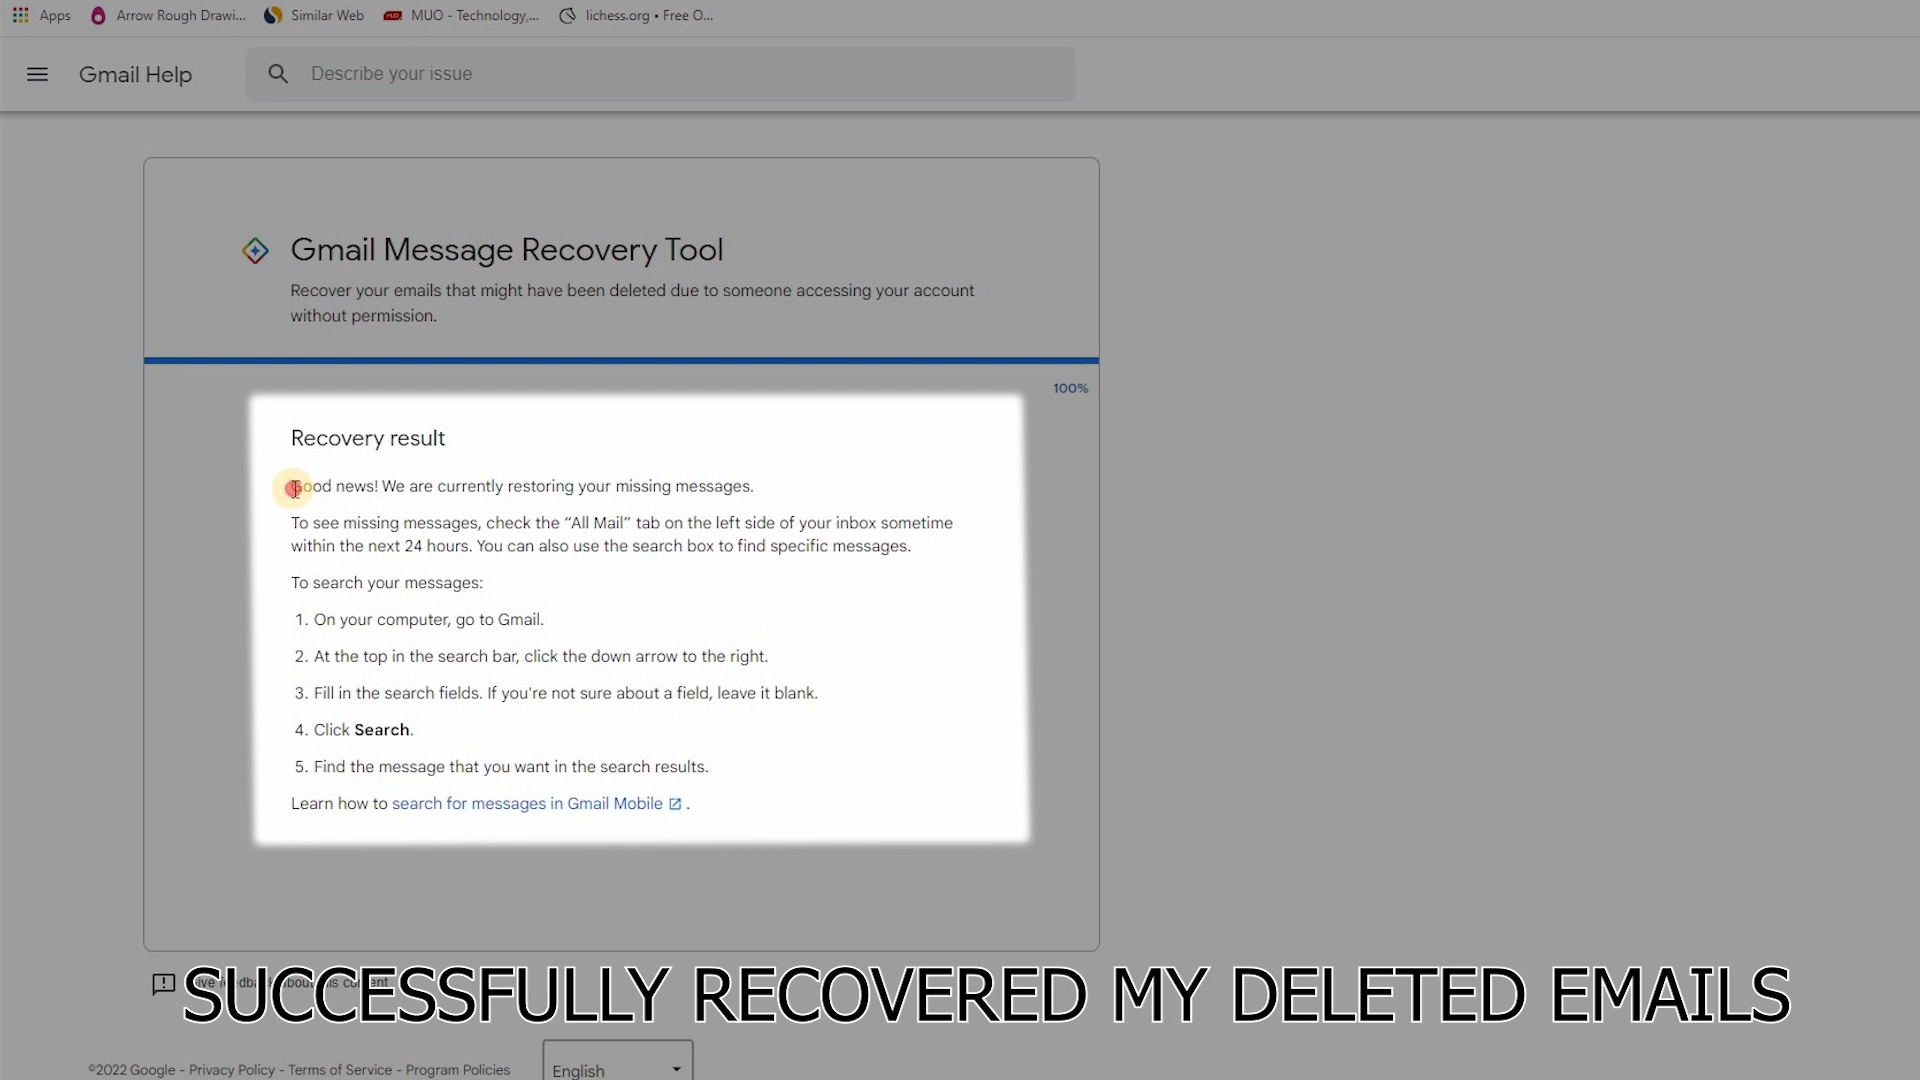 Apps
Arrow Rough Drawi...
Similar Web
MUO - Technology,...
lichess.org • Free O...
Gmail Help
Describe your issue
Gmail Message Recovery Tool
Recover your emails that might have been deleted due to someone accessing your account
without permission.
100%
Recovery result
Good news! We are currently restoring your missing messages.
To see missing messages, check the “All Mail” tab on the left side of your inbox sometime
within the next 24 hours. You can also use the search box to find specific messages.
To search your messages:
1. On your computer, go to Gmail.
2. At the top in the search bar, click the down arrow to the right.
3. Fill in the search fields. If you're not sure about a field, leave it blank.
4. Click Search.
5. Find the message that you want in the search results.
Learn how to search for messages in Gmail Mobile .
SUCCESSFULLY RECOVERED MY DELETED EMAILS
©2022 Google - Privacy Policy - Terms of Service - Program Policies
English